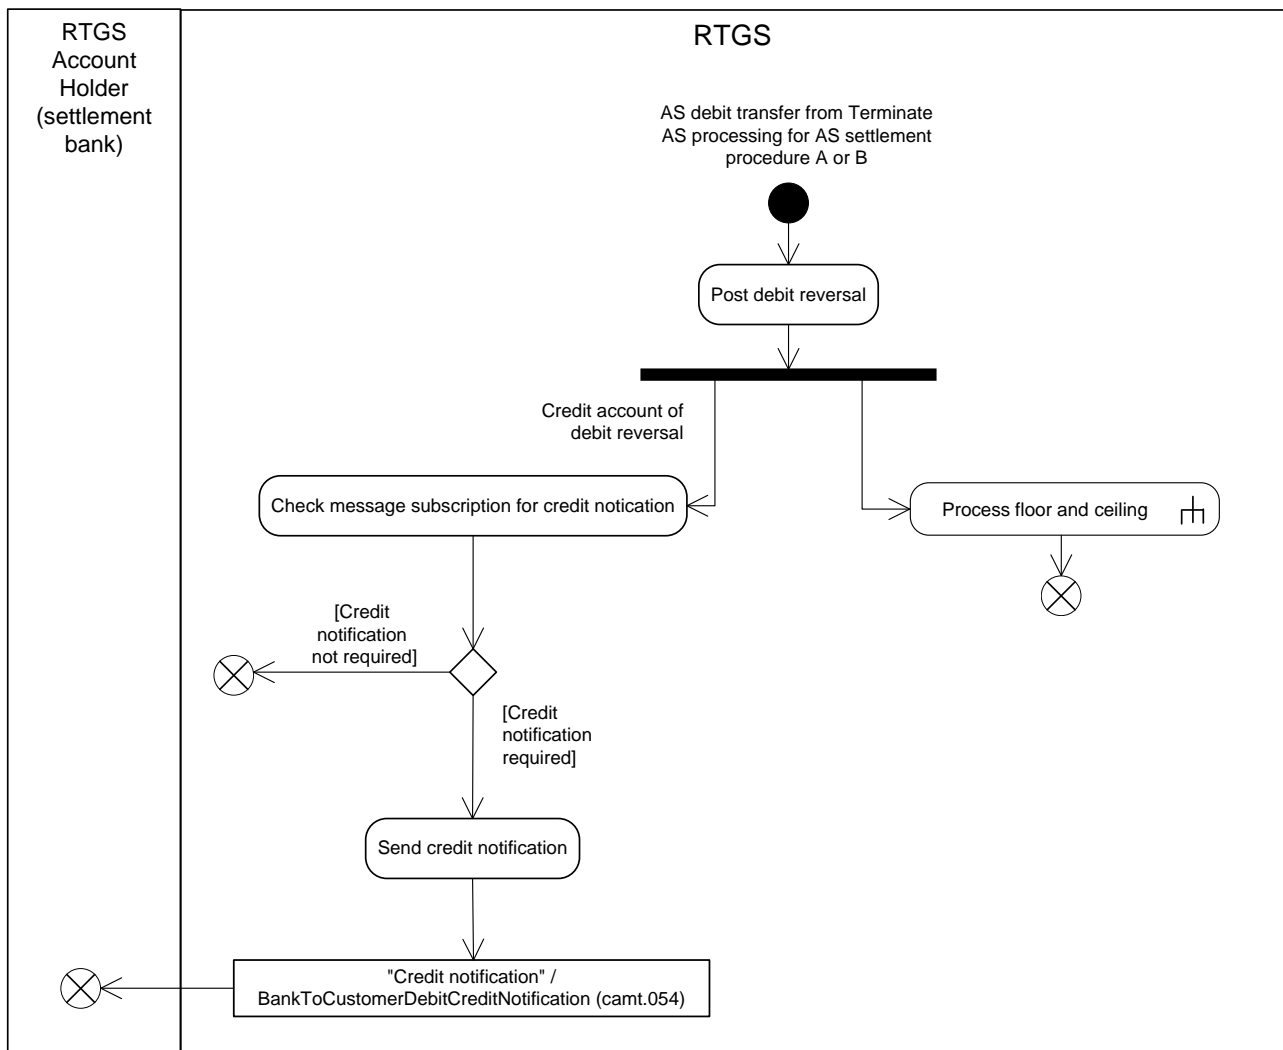 RTGS
Account
Holder
(settlement
bank)
RTGS
AS debit transfer from Terminate
AS processing for AS settlement
procedure A or B
Post debit reversal
Credit account of
debit reversal
Check message subscription for credit notication
Process floor and ceiling
[Credit
notification
not required]
[Credit
notification
required]
Send credit notification
"Credit notification" /
BankToCustomerDebitCreditNotification (camt.054)